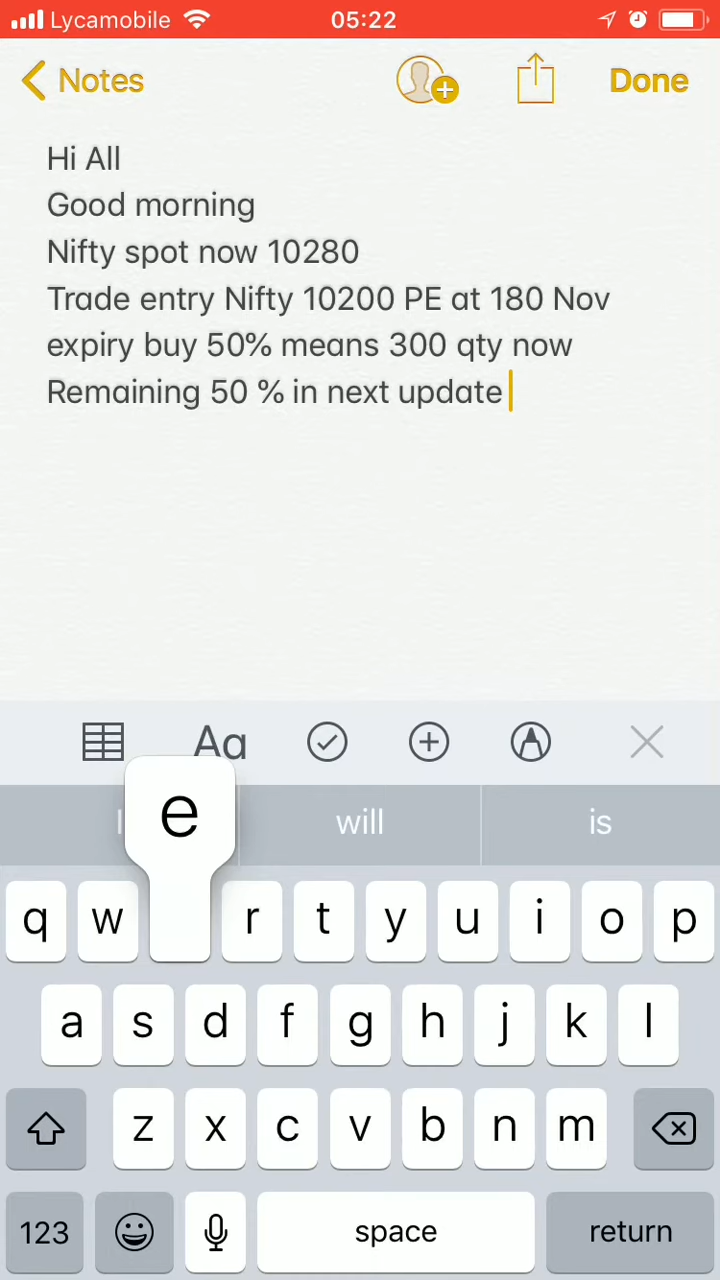 Lycamobile 05:22
Notes Done
Hi All
Good morning
Nifty spot now 10280
Trade entry Nifty 10200 PE at 180 Nov
expiry buy 50% means 300 qty now
Remaining 50 % in next update
Aa
e
will is
q w r t y u i o p
a s d f g h j k l
z x c v b n m
123 space return